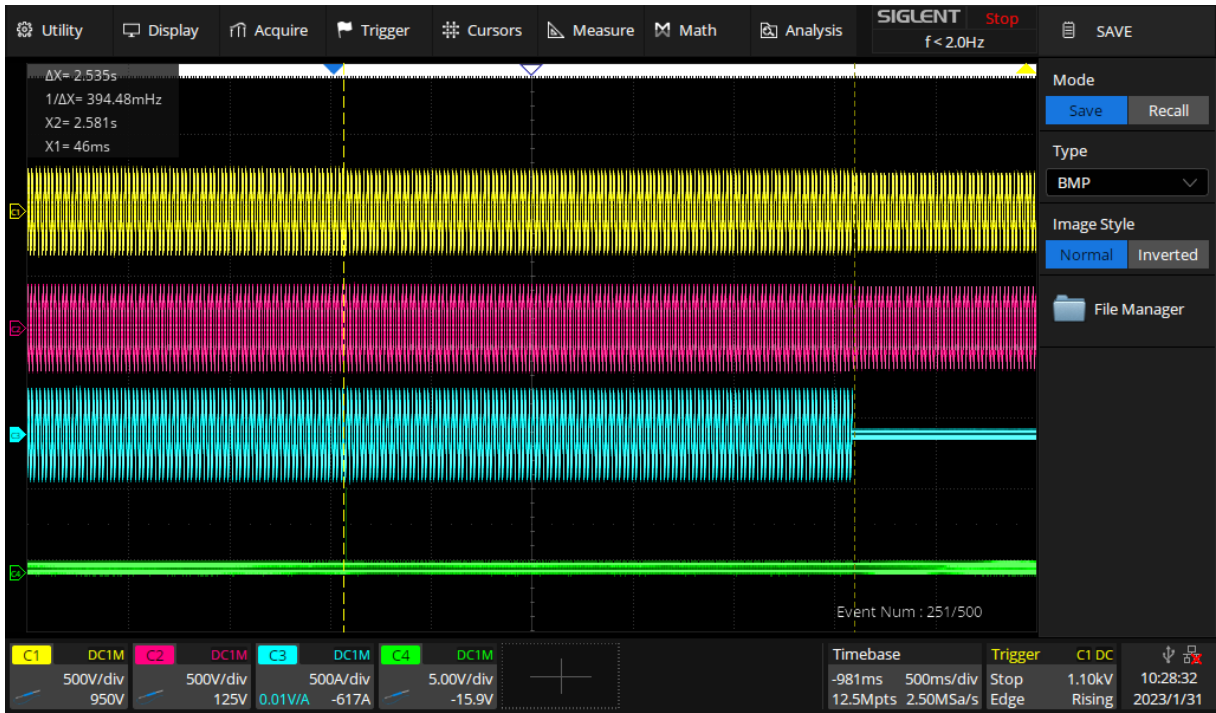 Utility Display Acquire Trigger Cursors Measure Math Analysis SIGLENT Stop SAVE
f < 2.0Hz
ΔX= 2.535s
1/ΔX= 394.48mHz
X2= 2.581s
X1= 46ms
Mode
Save Recall
Type
BMP
Image Style
Normal Inverted
File Manager
C1
C2
C3
C4
Event Num : 251/500
C1 DC1M C2 DC1M C3 DC1M C4 DC1M Timebase Trigger C1 DC
500V/div 500V/div 500A/div 5.00V/div -981ms 500ms/div Stop 1.10kV 10:28:32
950V 125V 0.01V/A -617A -15.9V 12.5Mpts 2.50MSa/s Edge Rising 2023/1/31